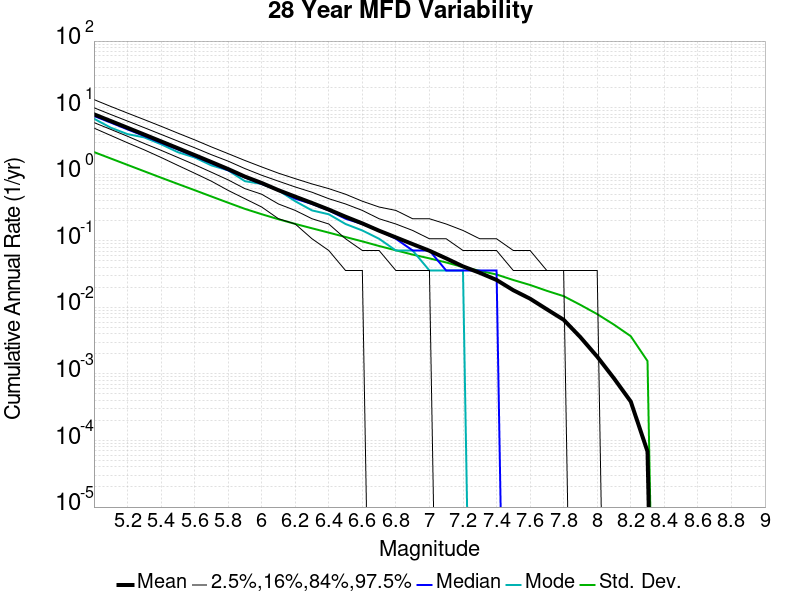 28 Year MFD Variability
Cumulative Annual Rate (1/yr)
10^2
10^1
10^0
10^-1
10^-2
10^-3
10^-4
10^-5
5.2 5.4 5.6 5.8 6 6.2 6.4 6.6 6.8 7 7.2 7.4 7.6 7.8 8 8.2 8.4 8.6 8.8 9
Magnitude
Mean 2.5%,16%,84%,97.5% Median Mode Std. Dev.